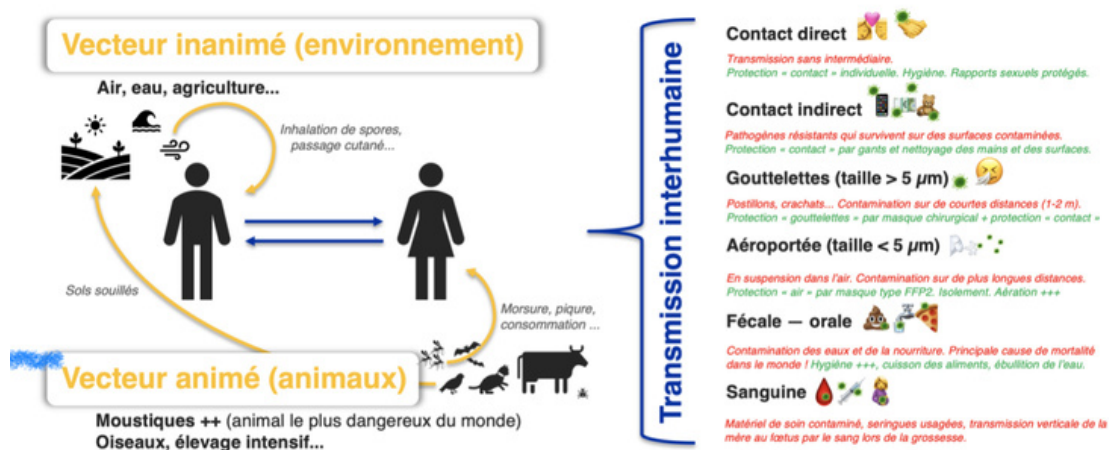 Vecteur inanimé (environnement)
Air, eau, agriculture...
Inhalation de spores,
passage cutané...
Sols souillés
Morsure, piqure,
consommation ...
Vecteur animé (animaux)
Moustiques ++ (animal le plus dangereux du monde)
Oiseaux, élevage intensif...
Transmission interhumaine
Contact direct
Transmission sans intermédiaire.
Protection « contact » individuelle. Hygiène. Rapports sexuels protégés.
Contact indirect
Pathogènes résistants qui survivent sur des surfaces contaminées.
Protection « contact » par gants et nettoyage des mains et des surfaces.
Gouttelettes (taille > 5 µm)
Postillons, crachats... Contamination sur de courtes distances (1-2 m).
Protection « gouttelettes » par masque chirurgical + protection « contact »
Aéroportée (taille < 5 µm)
En suspension dans l'air. Contamination sur de plus longues distances.
Protection « air » par masque type FFP2. Isolement. Aération +++
Fécale — orale
Contamination des eaux et de la nourriture. Principale cause de mortalité
dans le monde ! Hygiène +++, cuisson des aliments, ébullition de l'eau.
Sanguine
Matériel de soin contaminé, seringues usagées, transmission verticale de la
mère au fœtus par le sang lors de la grossesse.